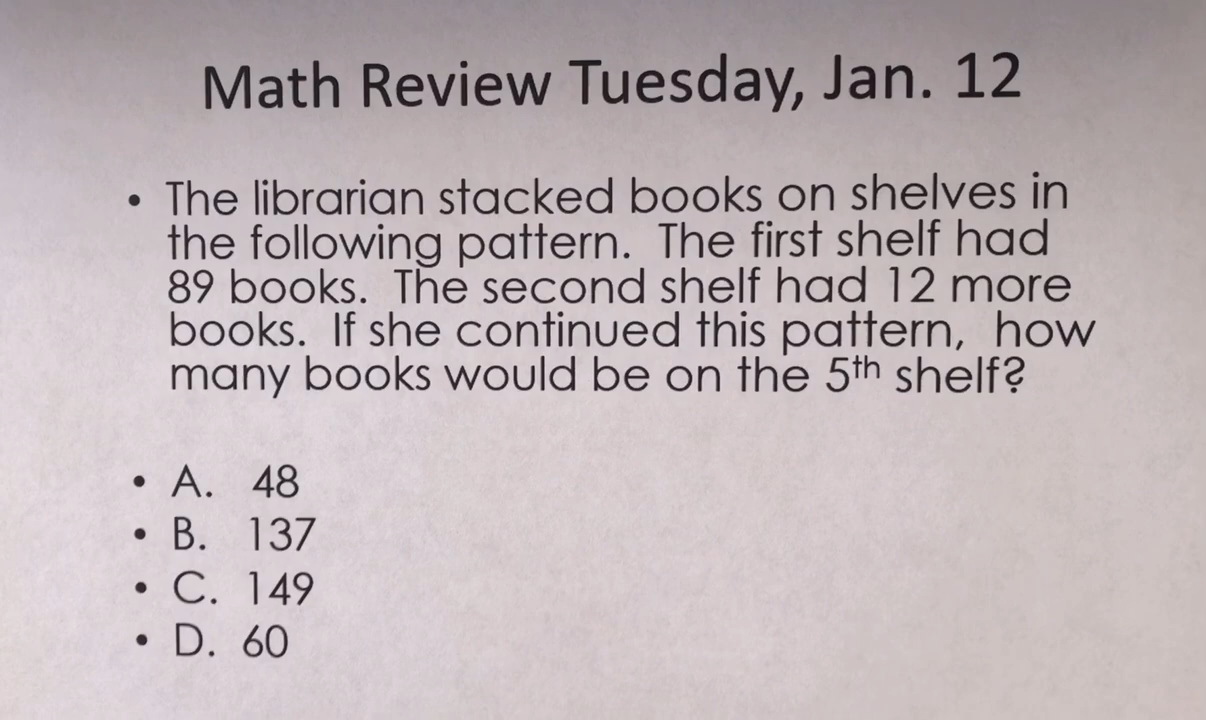 Math Review Tuesday, Jan. 12
• The librarian stacked books on shelves in
the following pattern.  The first shelf had
89 books.  The second shelf had 12 more
books.  If she continued this pattern,  how
many books would be on the 5th shelf?
• A.  48
• B.  137
• C.  149
• D.  60